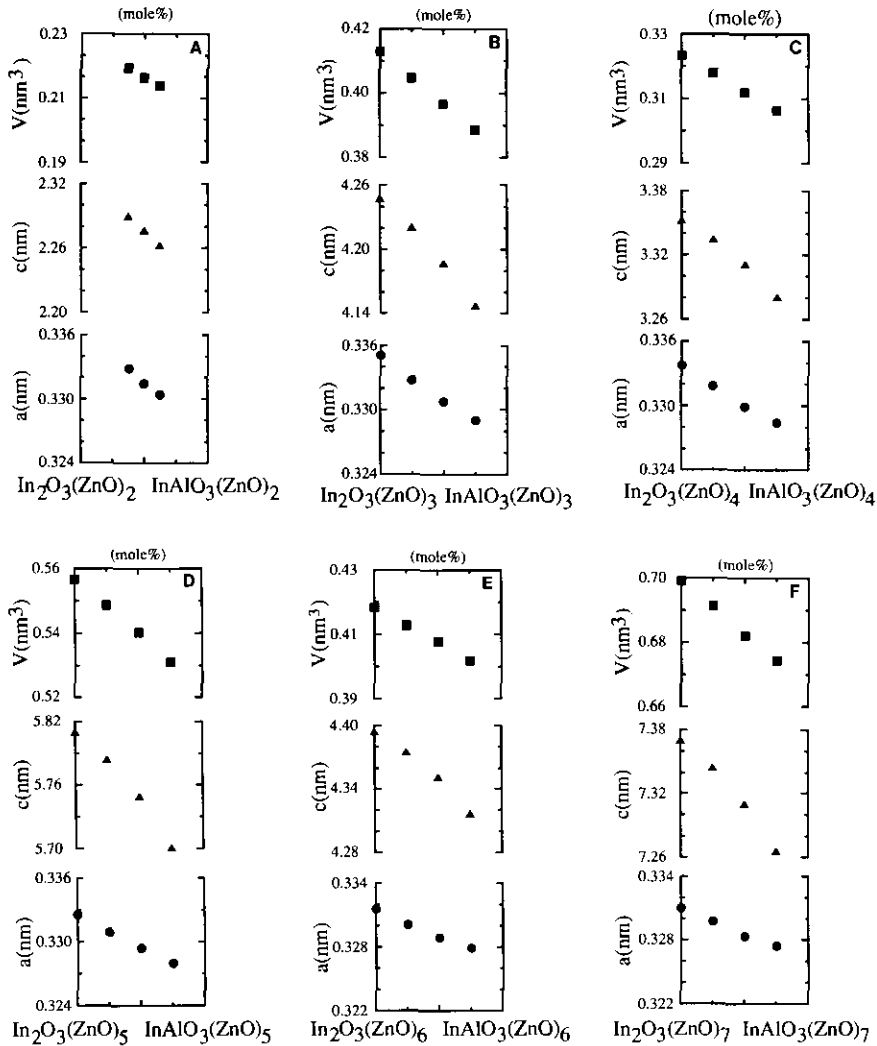 (mole%)
A
V(nm³)
0.23
0.21
0.19
c(nm)
2.32
2.26
2.20
a(nm)
0.336
0.330
0.324
In₂O₃(ZnO)₂ InAlO₃(ZnO)₂
(mole%)
B
V(nm³)
0.42
0.40
0.38
c(nm)
4.26
4.20
4.14
a(nm)
0.336
0.330
0.324
In₂O₃(ZnO)₃ InAlO₃(ZnO)₃
(mole%)
C
V(nm³)
0.33
0.31
0.29
c(nm)
3.38
3.32
3.26
a(nm)
0.336
0.330
0.324
In₂O₃(ZnO)₄ InAlO₃(ZnO)₄
(mole%)
D
V(nm³)
0.56
0.54
0.52
c(nm)
5.82
5.76
5.70
a(nm)
0.336
0.330
0.324
In₂O₃(ZnO)₅ InAlO₃(ZnO)₅
(mole%)
E
V(nm³)
0.43
0.41
0.39
c(nm)
4.40
4.34
4.28
a(nm)
0.334
0.328
0.322
In₂O₃(ZnO)₆ InAlO₃(ZnO)₆
(mole%)
F
V(nm³)
0.70
0.68
0.66
c(nm)
7.38
7.32
7.26
a(nm)
0.334
0.328
0.322
In₂O₃(ZnO)₇ InAlO₃(ZnO)₇